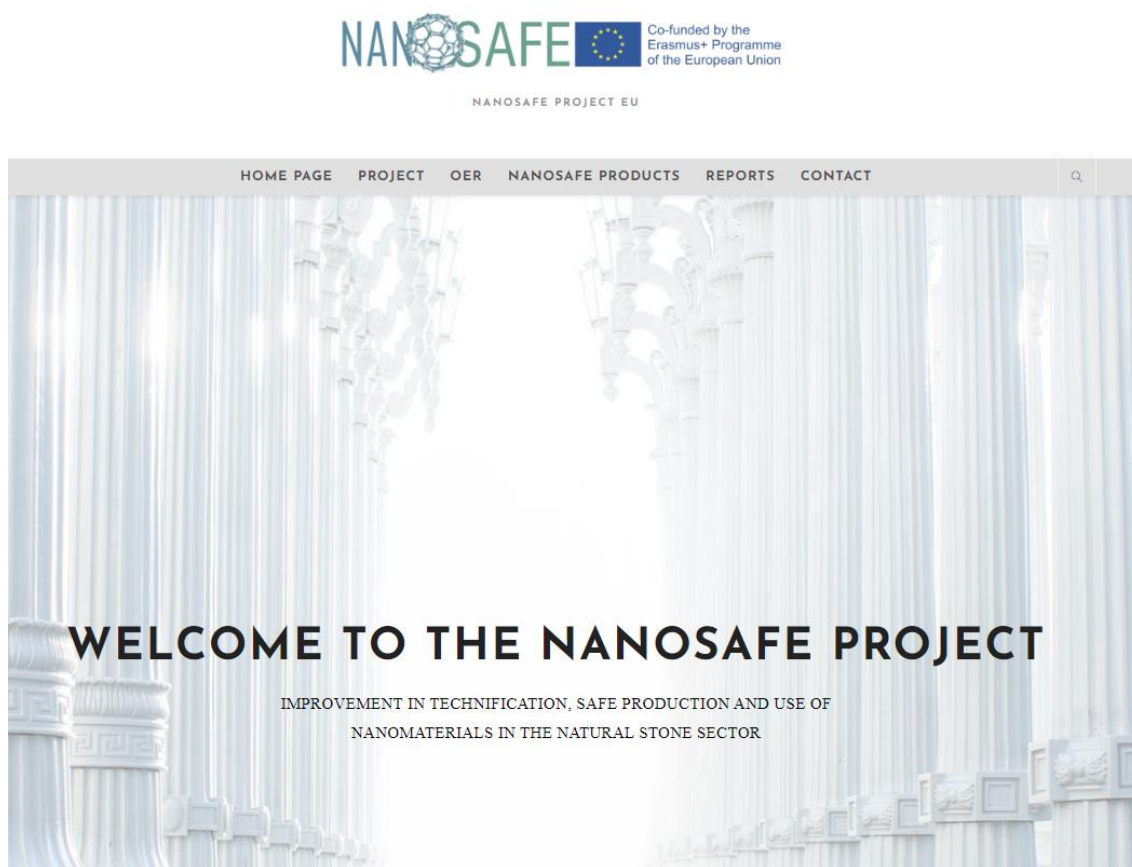 NANOSAFE
Co-funded by the
Erasmus+ Programme
of the European Union
NANOSAFE PROJECT EU
HOME PAGE PROJECT OER NANOSAFE PRODUCTS REPORTS CONTACT
WELCOME TO THE NANOSAFE PROJECT
IMPROVEMENT IN TECHNIFICATION, SAFE PRODUCTION AND USE OF
NANOMATERIALS IN THE NATURAL STONE SECTOR